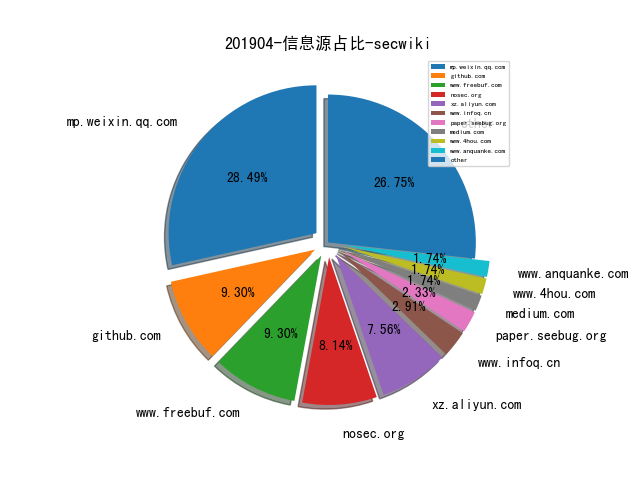 201904-信息源占比-secwiki
mp.weixin.qq.com
github.com
www.freebuf.com
nosec.org
xz.aliyun.com
www.infoq.cn
paper.seebug.org
medium.com
www.4hou.com
www.anquanke.com
other
mp.weixin.qq.com
28.49%
26.75%
other
9.30%
github.com
9.30%
www.freebuf.com
8.14%
nosec.org
7.56%
xz.aliyun.com
2.91%
www.infoq.cn
2.33%
paper.seebug.org
1.74%
medium.com
1.74%
www.4hou.com
1.74%
www.anquanke.com